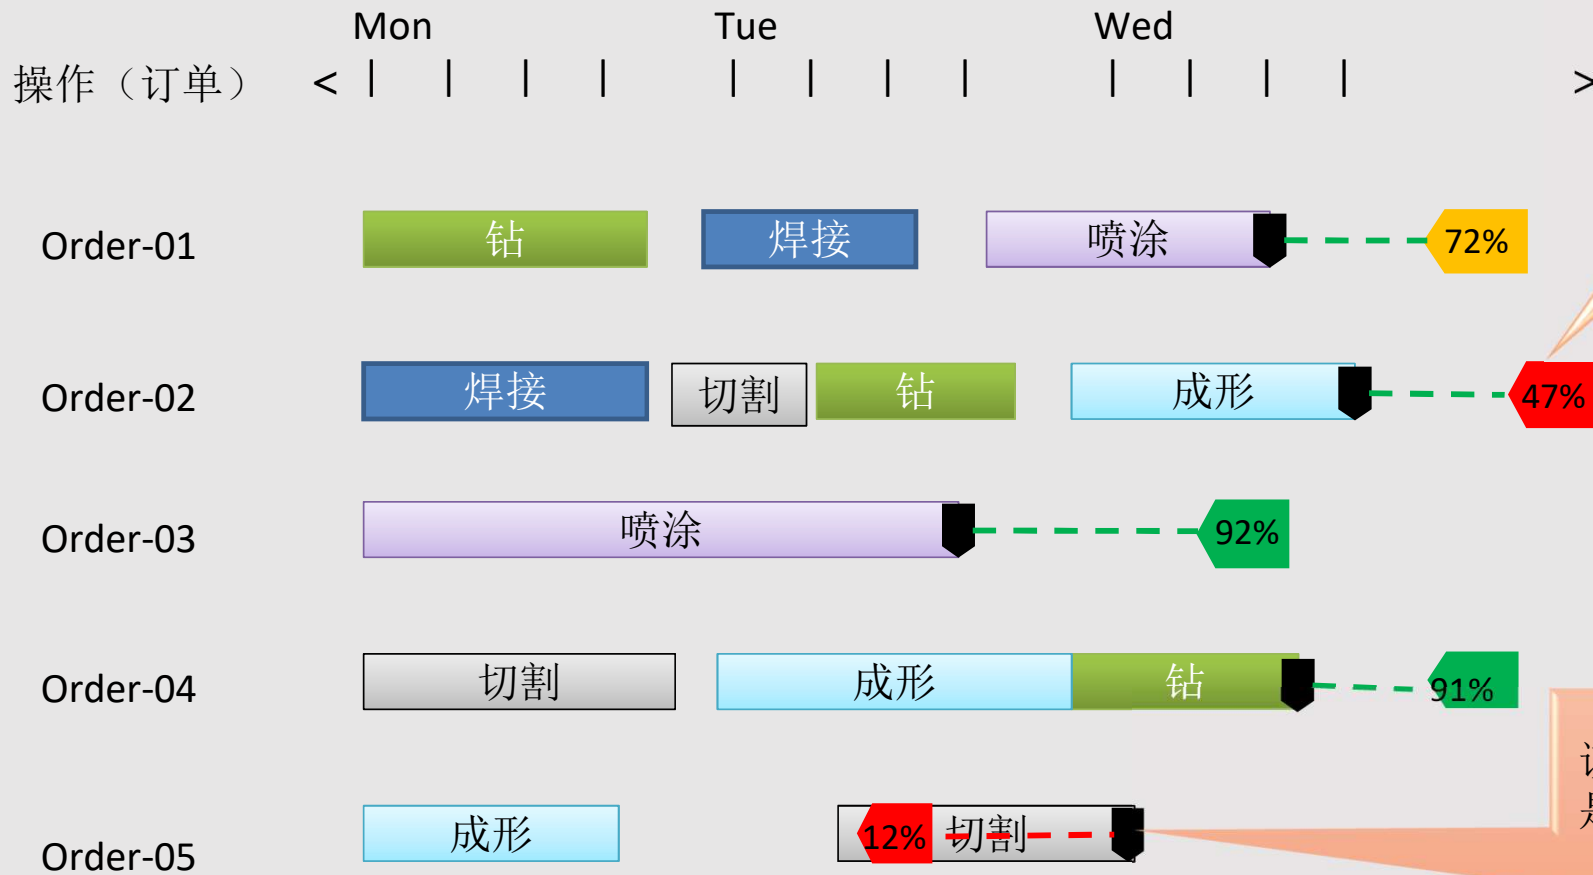 Mon Tue Wed
操作（订单） < | | | | | | | | | | | | >
Order-01 钻 焊接 喷涂 72%
Order-02 焊接 切割 钻 成形 47%
Order-03 喷涂 92%
Order-04 切割 成形 钻 91%
Order-05 成形 12% 切割